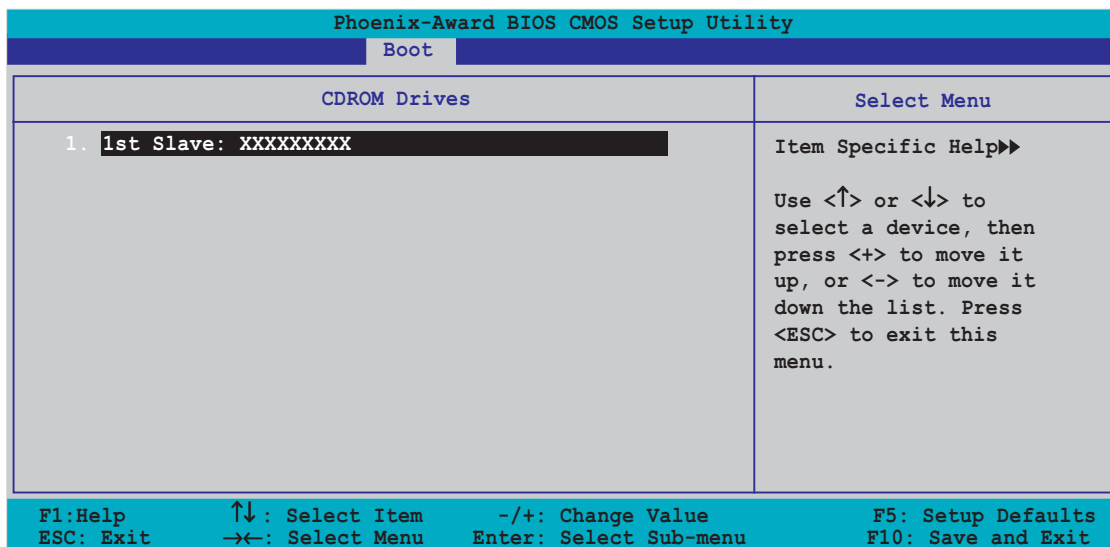 Phoenix-Award BIOS CMOS Setup Utility
Boot
CDROM Drives
Select Menu
1. 1st Slave: XXXXXXXXX
Item Specific Help▶▶
Use <↑> or <↓> to
select a device, then
press <+> to move it
up, or <-> to move it
down the list. Press
<ESC> to exit this
menu.
F1:Help ↑↓: Select Item -/+: Change Value F5: Setup Defaults
ESC: Exit →←: Select Menu Enter: Select Sub-menu F10: Save and Exit